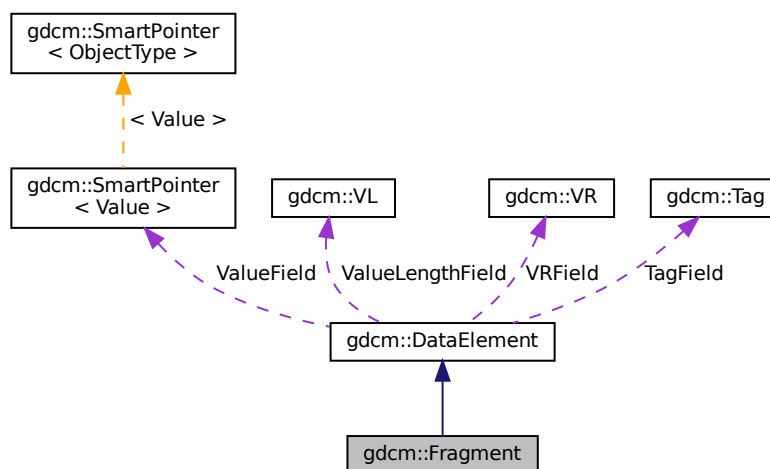 gdcm::SmartPointer
< ObjectType >
< Value >
gdcm::SmartPointer
< Value >
gdcm::VL
gdcm::VR
gdcm::Tag
ValueField
ValueLengthField
VRField
TagField
gdcm::DataElement
gdcm::Fragment